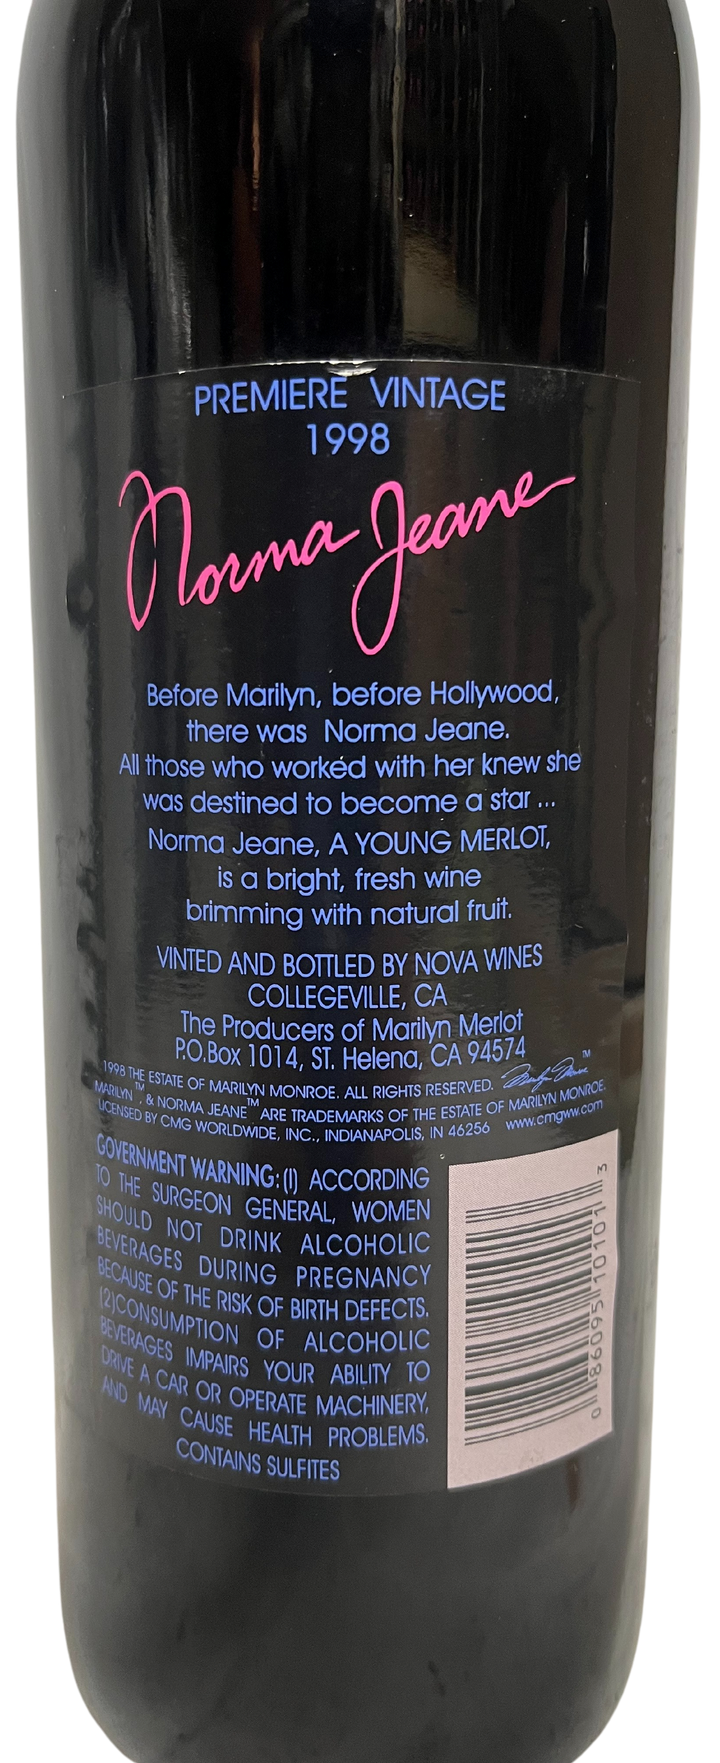 PREMIERE VINTAGE
1998
Norma Jeane
Before Marilyn, before Hollywood,
there was Norma Jeane.
All those who worked with her knew she
was destined to become a star ...
Norma Jeane, A YOUNG MERLOT,
is a bright, fresh wine
brimming with natural fruit.
VINTED AND BOTTLED BY NOVA WINES
COLLEGEVILLE, CA
The Producers of Marilyn Merlot
P.O.Box 1014, ST. Helena, CA 94574
1998 THE ESTATE OF MARILYN MONROE. ALL RIGHTS RESERVED. Marilyn Monroe™
MARILYN™, & NORMA JEANE™ ARE TRADEMARKS OF THE ESTATE OF MARILYN MONROE.
LICENSED BY CMG WORLDWIDE, INC., INDIANAPOLIS, IN 46256 www.cmgww.com
GOVERNMENT WARNING: (1) ACCORDING
TO THE SURGEON GENERAL, WOMEN
SHOULD NOT DRINK ALCOHOLIC
BEVERAGES DURING PREGNANCY
BECAUSE OF THE RISK OF BIRTH DEFECTS.
(2)CONSUMPTION OF ALCOHOLIC
BEVERAGES IMPAIRS YOUR ABILITY TO
DRIVE A CAR OR OPERATE MACHINERY,
AND MAY CAUSE HEALTH PROBLEMS.
CONTAINS SULFITES
0 86095 10101 3